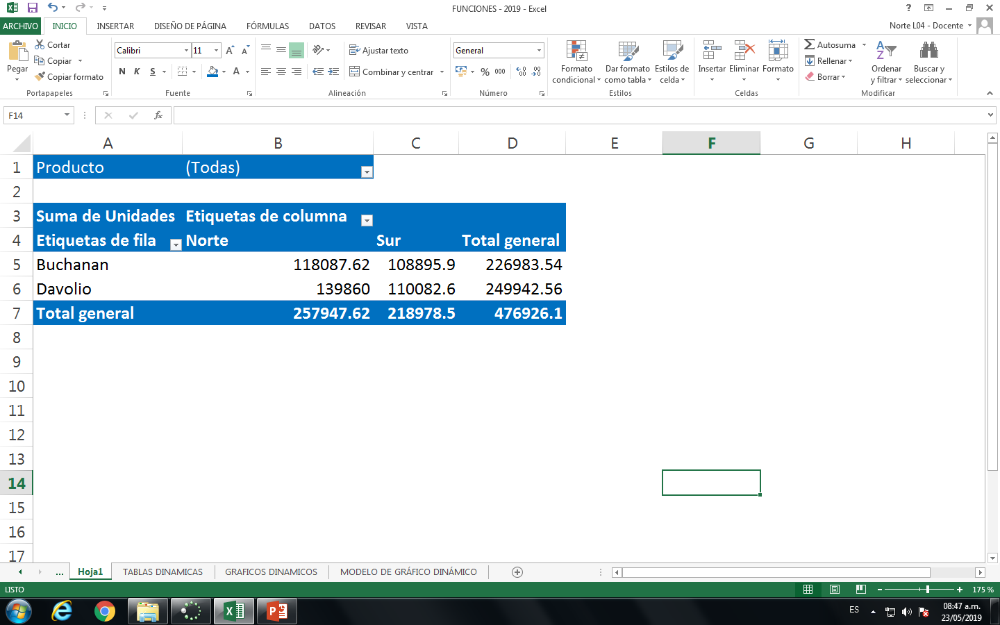 FUNCIONES - 2019 - Excel
ARCHIVO INICIO INSERTAR DISEÑO DE PÁGINA FÓRMULAS DATOS REVISAR VISTA Norte L04 - Docente
Pegar
Cortar
Copiar
Copiar formato
Portapapeles
Calibri 11
N K S
Fuente
Ajustar texto
Combinar y centrar
Alineación
General
% 000
Número
Formato condicional
Dar formato como tabla
Estilos de celda
Estilos
Insertar Eliminar Formato
Celdas
Autosuma
Rellenar
Borrar
Ordenar y filtrar
Buscar y seleccionar
Modificar
F14 fx
A B C D E F G H
1 Producto (Todas)
2
3 Suma de Unidades Etiquetas de columna
4 Etiquetas de fila Norte Sur Total general
5 Buchanan 118087.62 108895.9 226983.54
6 Davolio 139860 110082.6 249942.56
7 Total general 257947.62 218978.5 476926.1
8
9
10
11
12
13
14
15
16
17
... Hoja1 TABLAS DINAMICAS GRAFICOS DINAMICOS MODELO DE GRÁFICO DINÁMICO
LISTO 175 %
ES 08:47 a.m.
23/05/2019